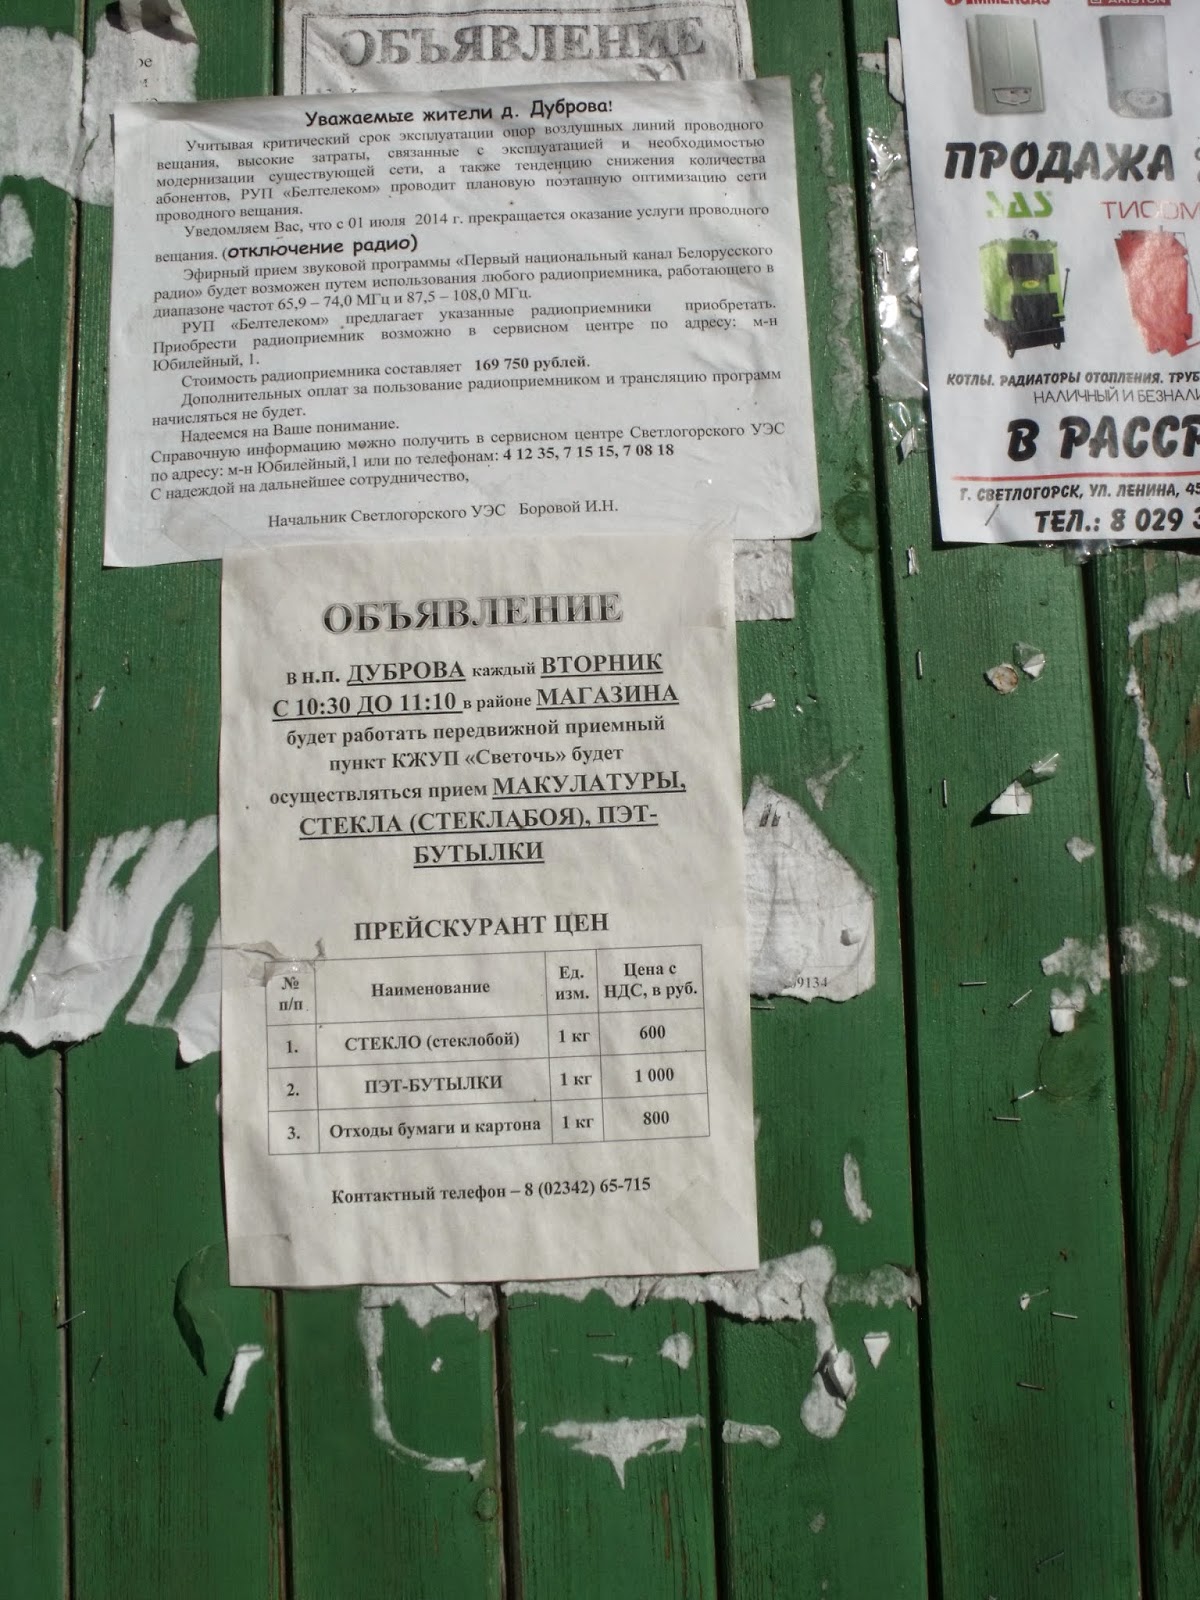 ОБЪЯВЛЕНИЕ
Уважаемые жители д. Дуброва!
Учитывая критический срок эксплуатации опор воздушных линий проводного
вещания, высокие затраты, связанные с эксплуатацией и необходимостью
модернизации существующей сети, а также тенденцию снижения количества
абонентов, РУП «Белтелеком» проводит плановую поэтапную оптимизацию сети
проводного вещания.
Уведомляем Вас, что с 01 июля 2014 г. прекращается оказание услуги проводного
вещания. (отключение радио)
Эфирный прием звуковой программы «Первый национальный канал Белорусского
радио» будет возможен путем использования любого радиоприемника, работающего в
диапазоне частот 65,9 – 74,0 МГц и 87,5 – 108,0 МГц.
РУП «Белтелеком» предлагает указанные радиоприемники приобретать.
Приобрести радиоприемник возможно в сервисном центре по адресу: м-н
Юбилейный, 1.
Стоимость радиоприемника составляет 169 750 рублей.
Дополнительных оплат за пользование радиоприемником и трансляцию программ
начисляться не будет.
Надеемся на Ваше понимание.
Справочную информацию можно получить в сервисном центре Светлогорского УЭС
по адресу: м-н Юбилейный,1 или по телефонам: 4 12 35, 7 15 15, 7 08 18
С надеждой на дальнейшее сотрудничество,
Начальник Светлогорского УЭС Боровой И.Н.
ОБЪЯВЛЕНИЕ
В Н.П. ДУБРОВА каждый ВТОРНИК
С 10:30 ДО 11:10 в районе МАГАЗИНА
будет работать передвижной приемный
пункт КЖУП «Светочь» будет
осуществляться прием МАКУЛАТУРЫ,
СТЕКЛА (СТЕКЛАБОЯ), ПЭТ-
БУТЫЛКИ
ПРЕЙСКУРАНТ ЦЕН
№ п/п Наименование Ед. изм. Цена с НДС, в руб.
1. СТЕКЛО (стеклобой) 1 кг 600
2. ПЭТ-БУТЫЛКИ 1 кг 1 000
3. Отходы бумаги и картона 1 кг 800
Контактный телефон – 8 (02342) 65-715
9134
IMMERGAS ARISTON
ПРОДАЖА
SAS
КОТЛЫ. РАДИАТОРЫ ОТОПЛЕНИЯ. ТРУБ
НАЛИЧНЫЙ И БЕЗНАЛИ
В РАССР
Г. СВЕТЛОГОРСК, УЛ. ЛЕНИНА, 45
ТЕЛ.: 8 029 3